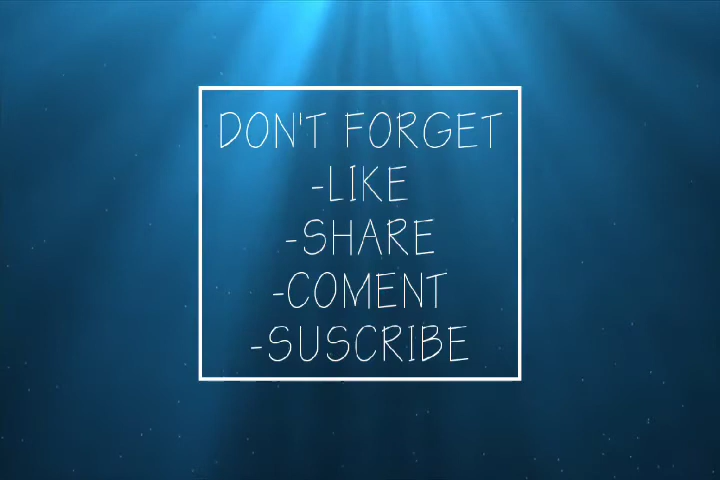 DON'T FORGET
-LIKE
-SHARE
-COMENT
-SUSCRIBE